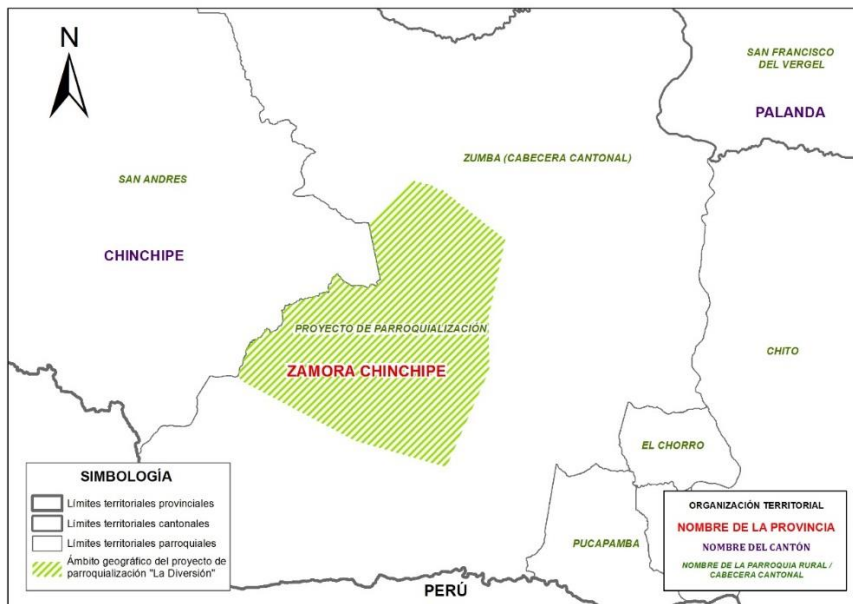 N
SAN FRANCISCO
DEL VERGEL
PALANDA
ZUMBA (CABECERA CANTONAL)
SAN ANDRES
CHINCHIPE
PROYECTO DE PARROQUIALIZACIÓN
ZAMORA CHINCHIPE
CHITO
EL CHORRO
PUCAPAMBA
PERÚ
SIMBOLOGÍA
Límites territoriales provinciales
Límites territoriales cantonales
Límites territoriales parroquiales
Ámbito geográfico del proyecto de
parroquialización "La Diversión"
ORGANIZACIÓN TERRITORIAL
NOMBRE DE LA PROVINCIA
NOMBRE DEL CANTÓN
NOMBRE DE LA PARROQUIA RURAL /
CABECERA CANTONAL